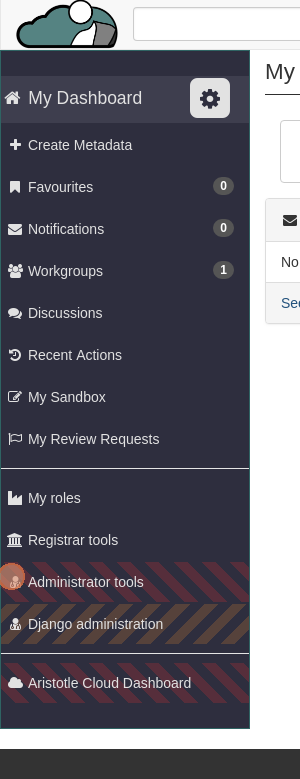 My
My Dashboard
Create Metadata
Favourites 0
Notifications 0
Workgroups 1
No
Discussions
See
Recent Actions
My Sandbox
My Review Requests
My roles
Registrar tools
Administrator tools
Django administration
Aristotle Cloud Dashboard